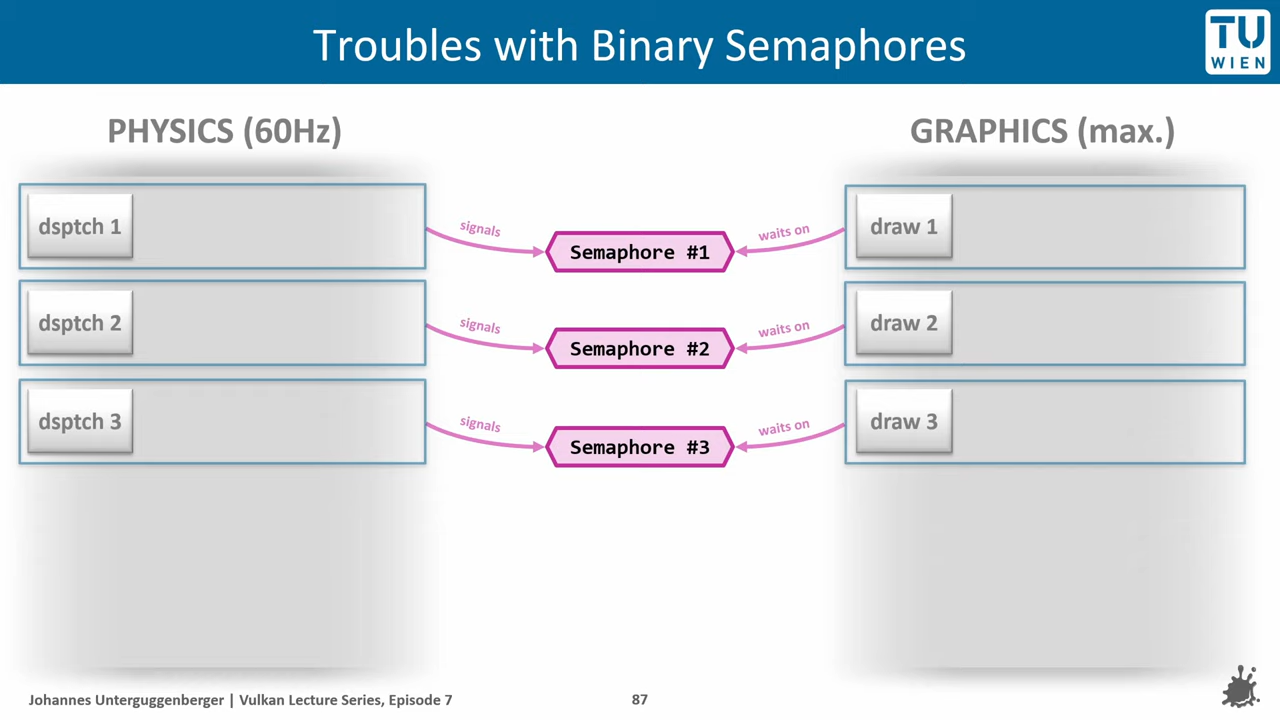 Troubles with Binary Semaphores
TU
WIEN
PHYSICS (60Hz)
GRAPHICS (max.)
dsptch 1
signals
Semaphore #1
waits on
draw 1
dsptch 2
signals
Semaphore #2
waits on
draw 2
dsptch 3
signals
Semaphore #3
waits on
draw 3
Johannes Unterguggenberger | Vulkan Lecture Series, Episode 7
87